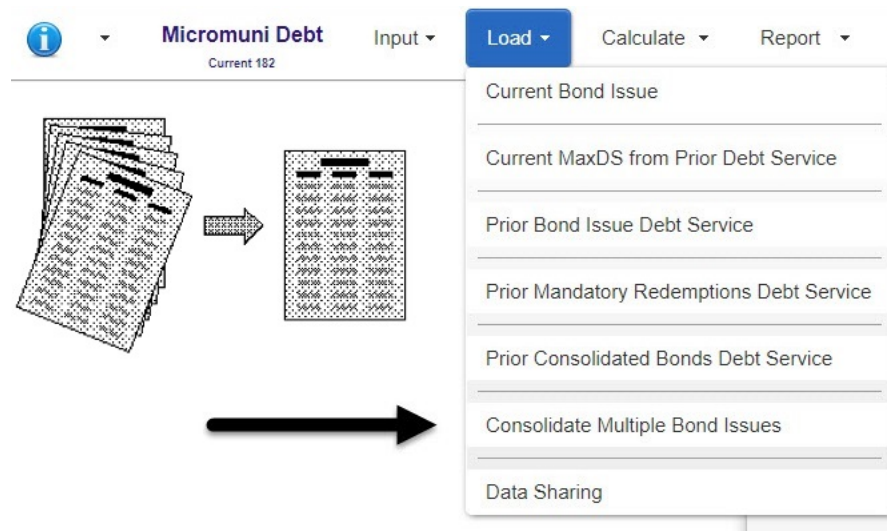 Micromuni Debt
Current 182
Input
Load
Calculate
Report
Current Bond Issue
Current MaxDS from Prior Debt Service
Prior Bond Issue Debt Service
Prior Mandatory Redemptions Debt Service
Prior Consolidated Bonds Debt Service
Consolidate Multiple Bond Issues
Data Sharing